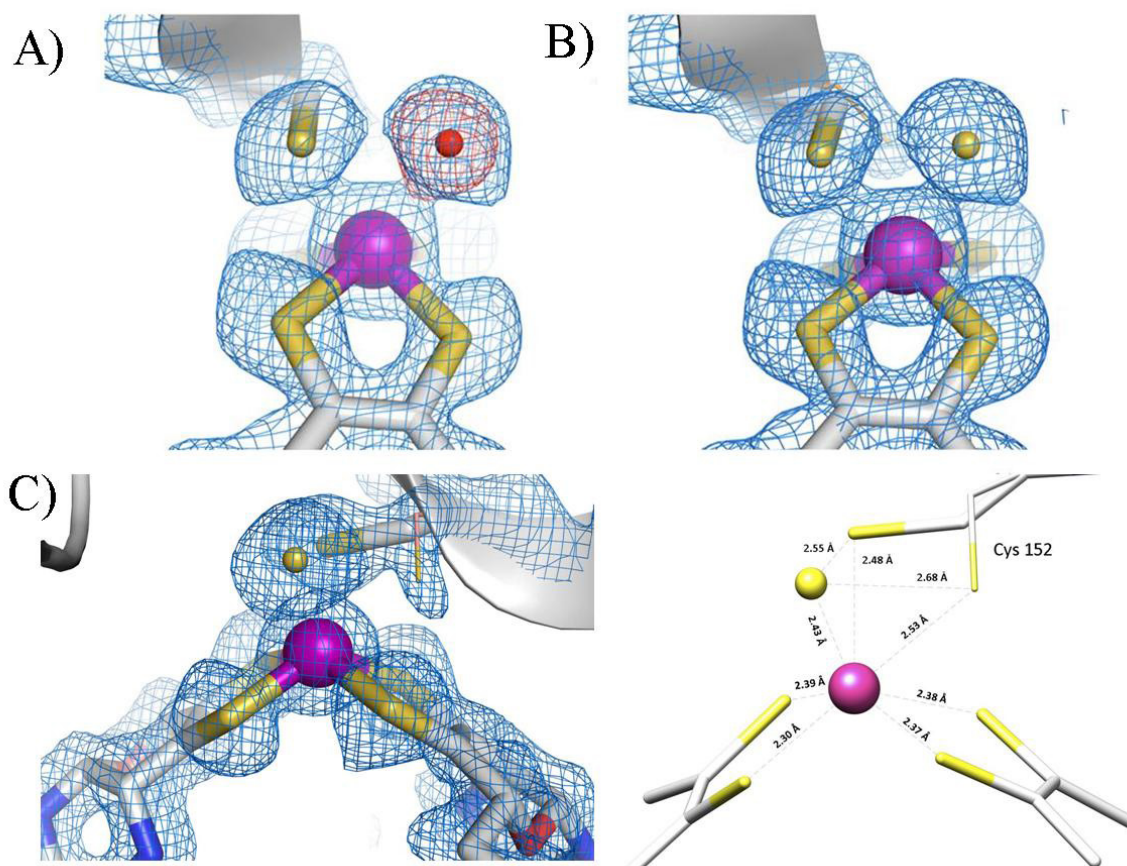 A)
B)
C)
Cys 152
2.55 Å
2.48 Å
2.68 Å
2.43 Å
2.53 Å
2.39 Å
2.38 Å
2.30 Å
2.37 Å